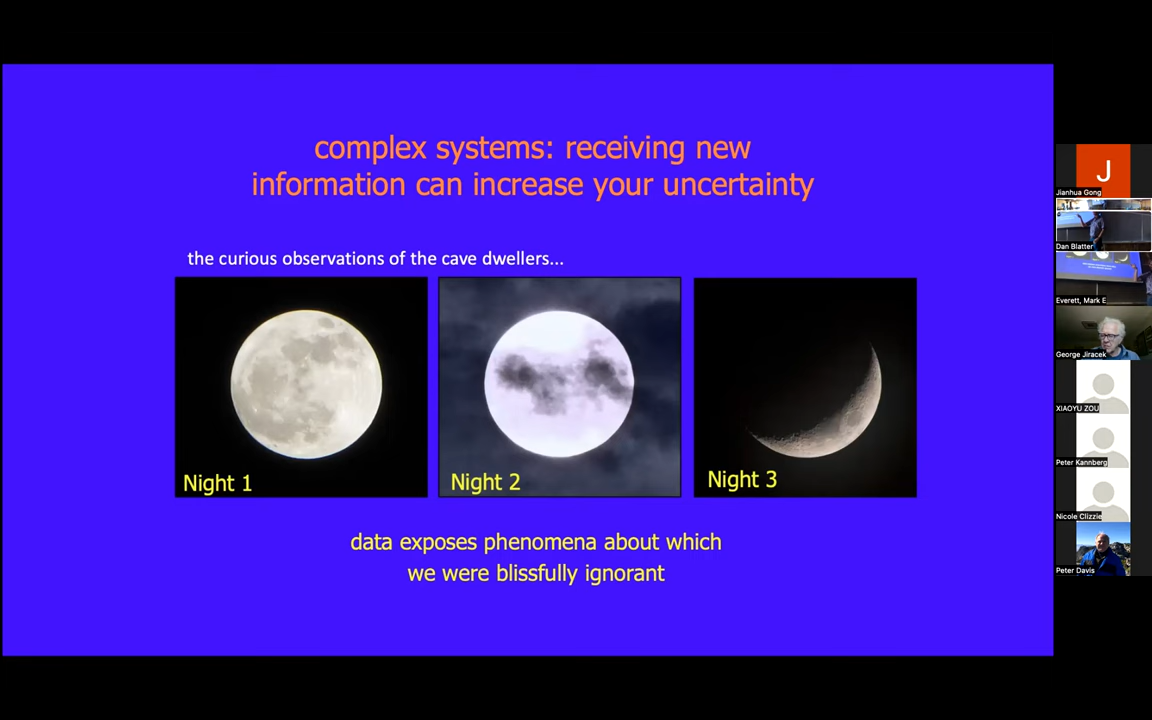 complex systems: receiving new
information can increase your uncertainty
the curious observations of the cave dwellers...
Night 1
Night 2
Night 3
data exposes phenomena about which
we were blissfully ignorant
J
Jianhua Gong
Dan Blatter
Everett, Mark E
George Jiracek
XIAOYU ZOU
Peter Kannberg
Nicole Clizzie
Peter Davis